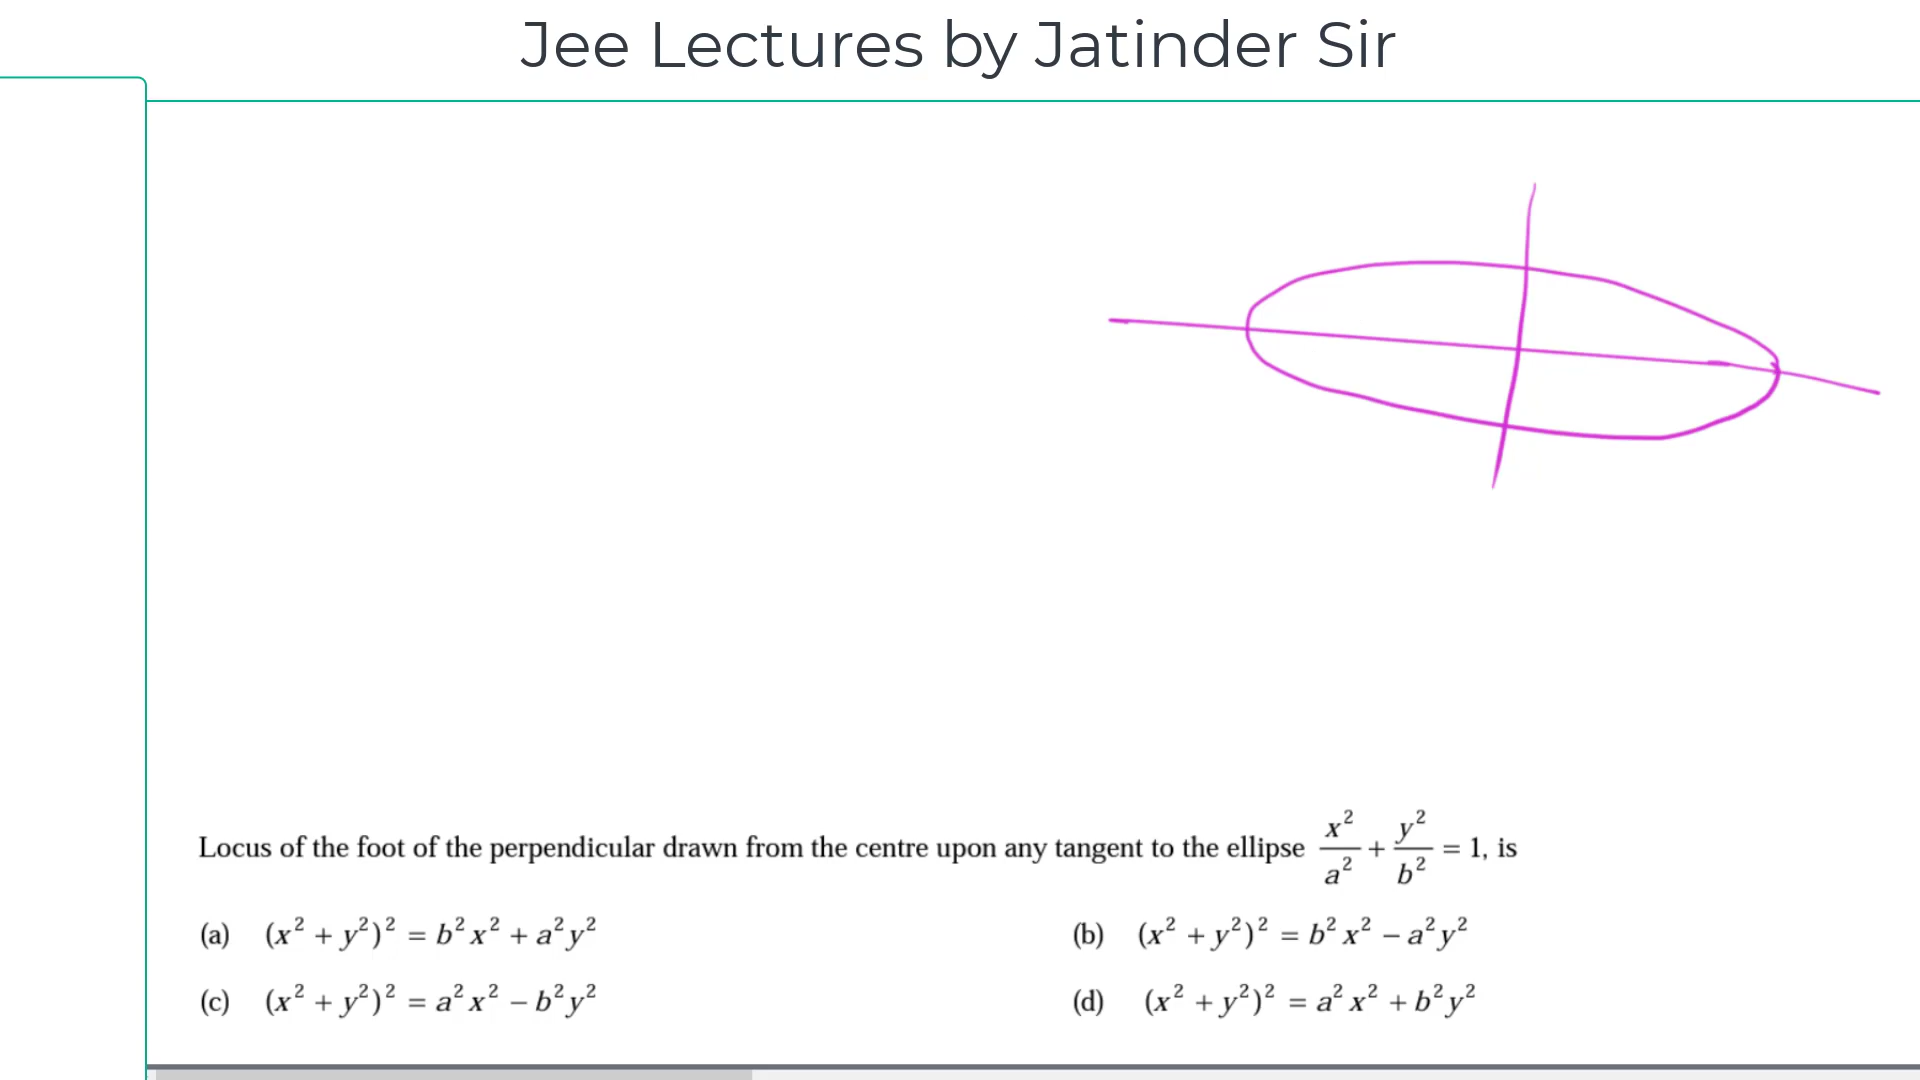 Jee Lectures by Jatinder Sir
Locus of the foot of the perpendicular drawn from the centre upon any tangent to the ellipse x²/a² + y²/b² = 1, is
(a) (x² + y²)² = b²x² + a²y²
(b) (x² + y²)² = b²x² − a²y²
(c) (x² + y²)² = a²x² − b²y²
(d) (x² + y²)² = a²x² + b²y²